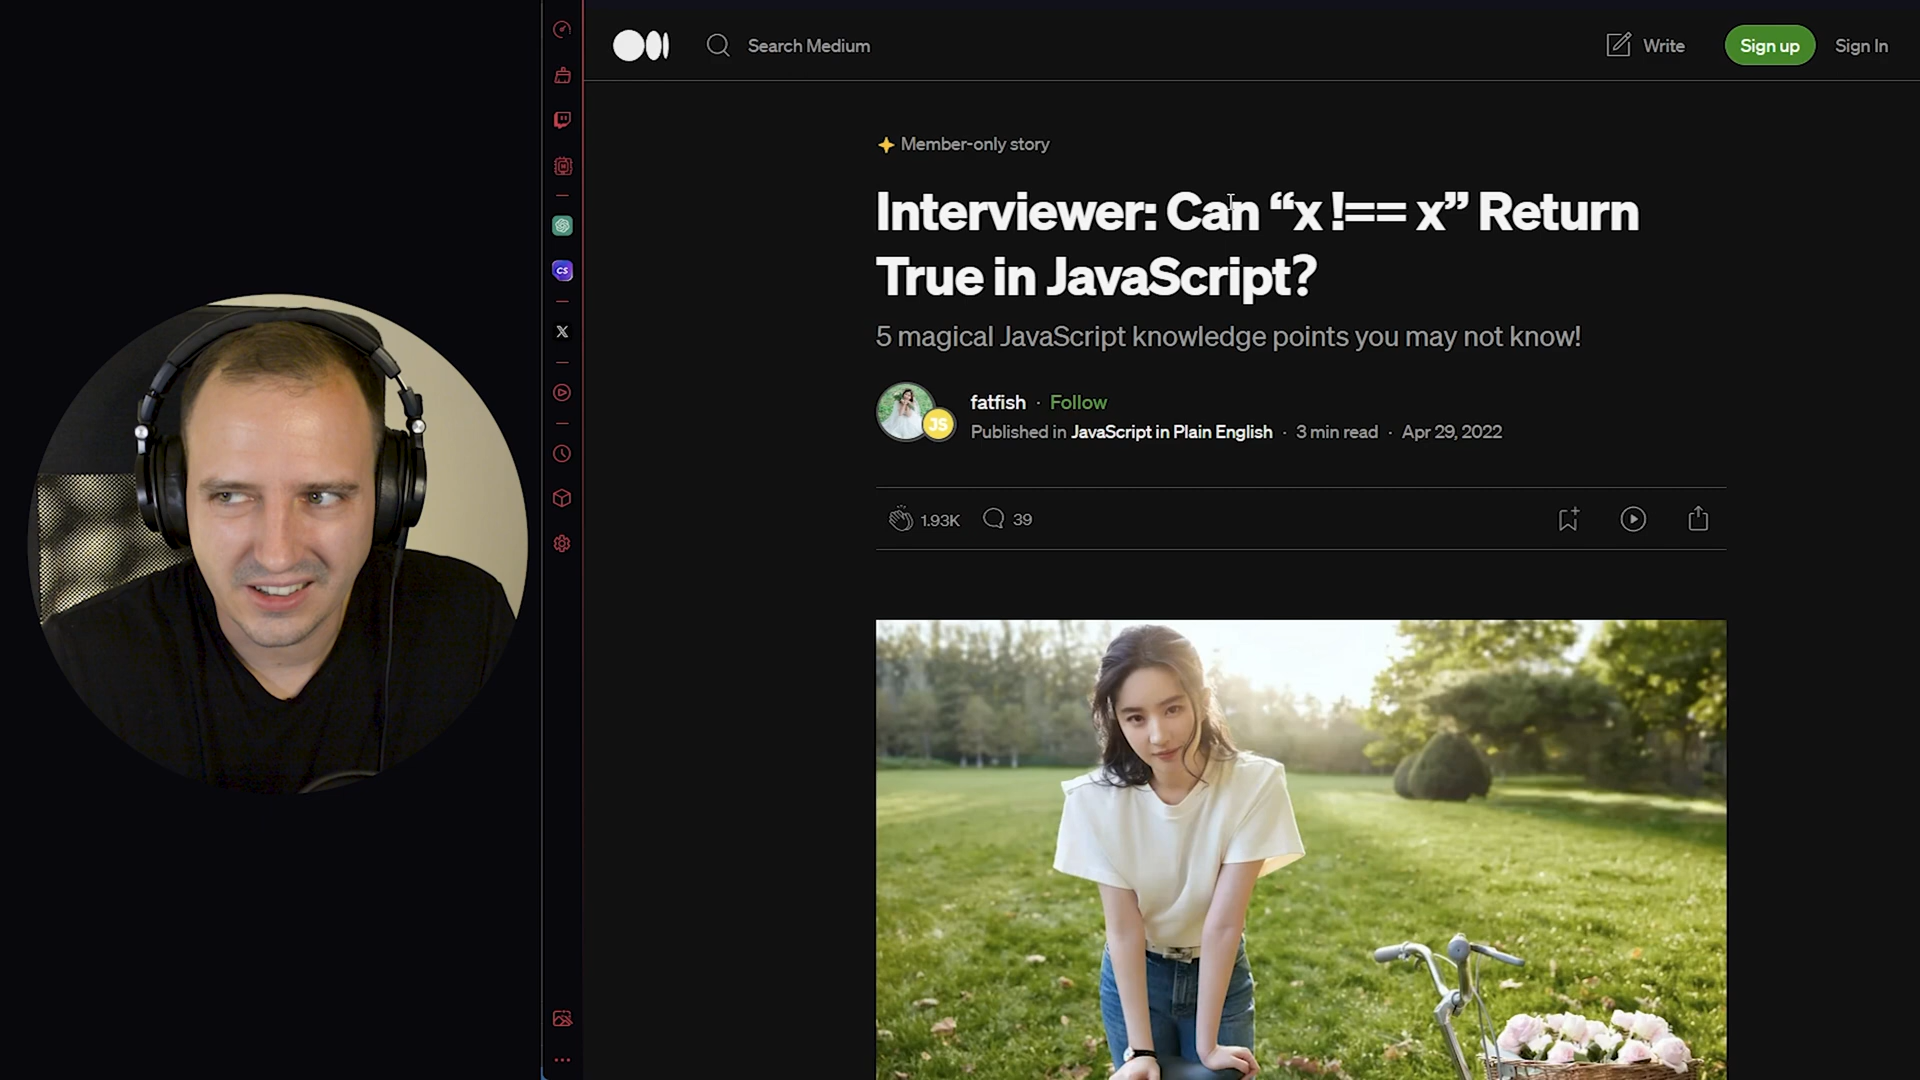 Search Medium
Write
Sign up
Sign In
Member-only story
Interviewer: Can “x !== x” Return
True in JavaScript?
5 magical JavaScript knowledge points you may not know!
fatfish · Follow
JS
Published in JavaScript in Plain English · 3 min read · Apr 29, 2022
1.93K
39
CS
X